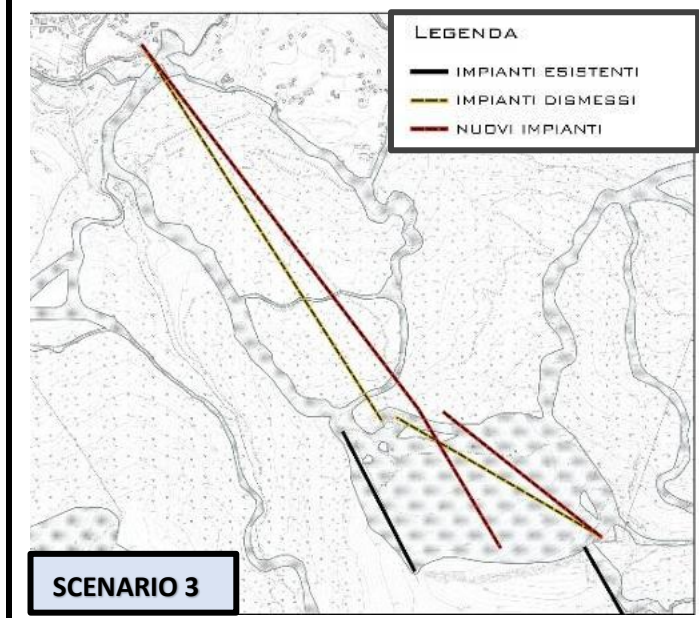 LEGENDA
IMPIANTI ESISTENTI
IMPIANTI DISMESSI
NUOVI IMPIANTI
SCENARIO 3